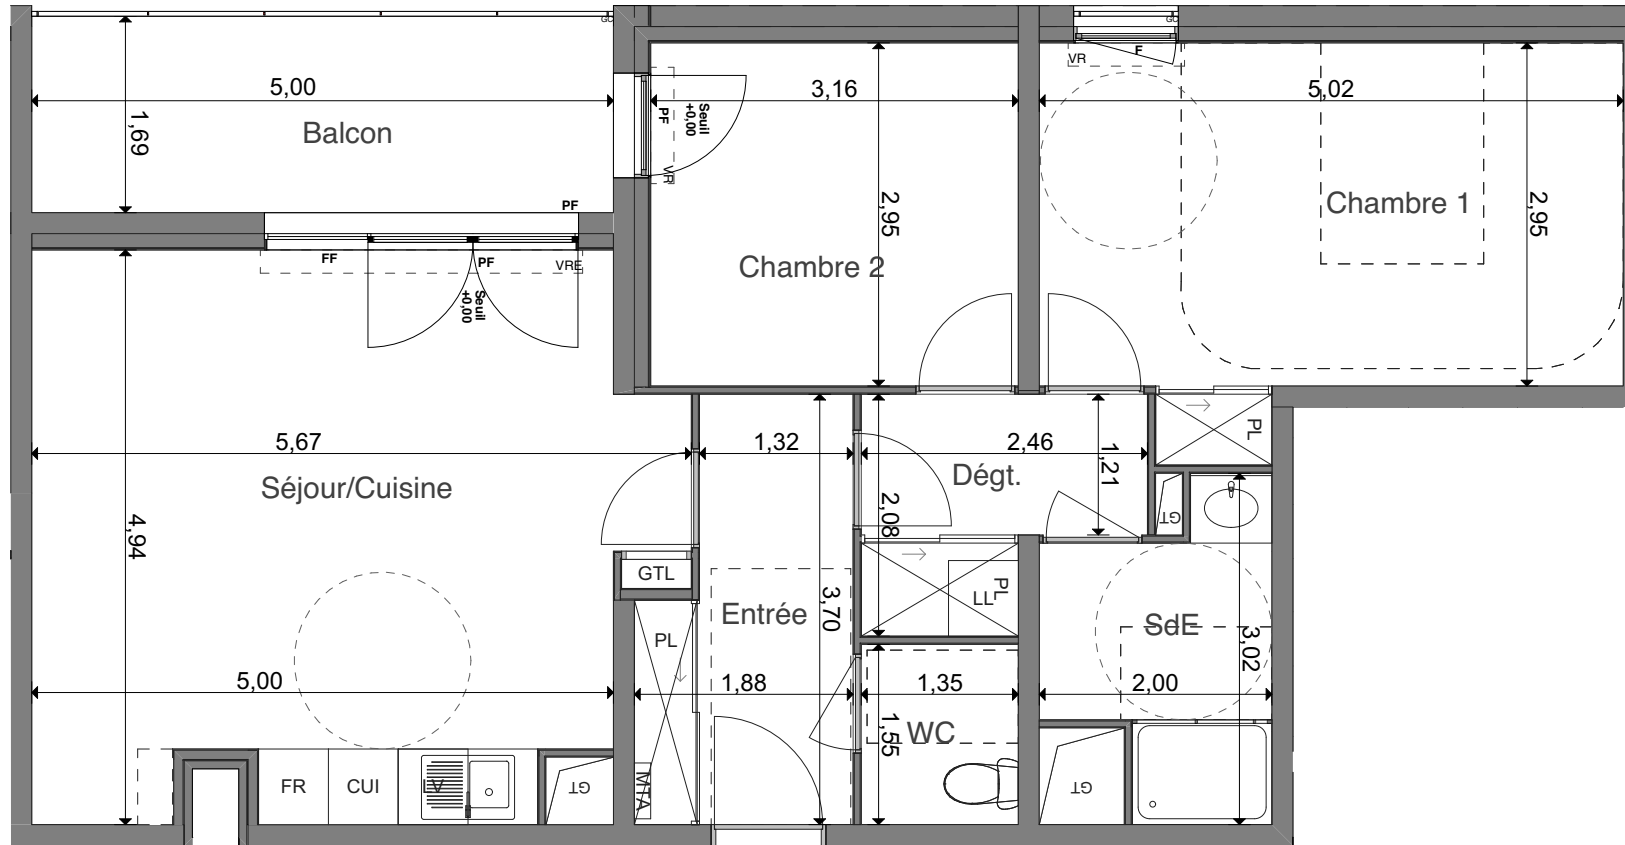 GC
GC
5,00
1,69
Balcon
PF
Seuil
+0,00
PF
VR
3,16
2,95
Chambre 2
VR
F
5,02
Chambre 1
2,95
FF
PF
VRE
Seuil
+0,00
5,67
Séjour/Cuisine
4,94
5,00
FR
CUI
LV
GT
GTL
PL
MTA
1,32
Entrée
3,70
1,88
2,46
Dégt.
1,21
2,08
PL
LL
PL
GT
SdE
3,02
2,00
1,35
WC
1,55
GT